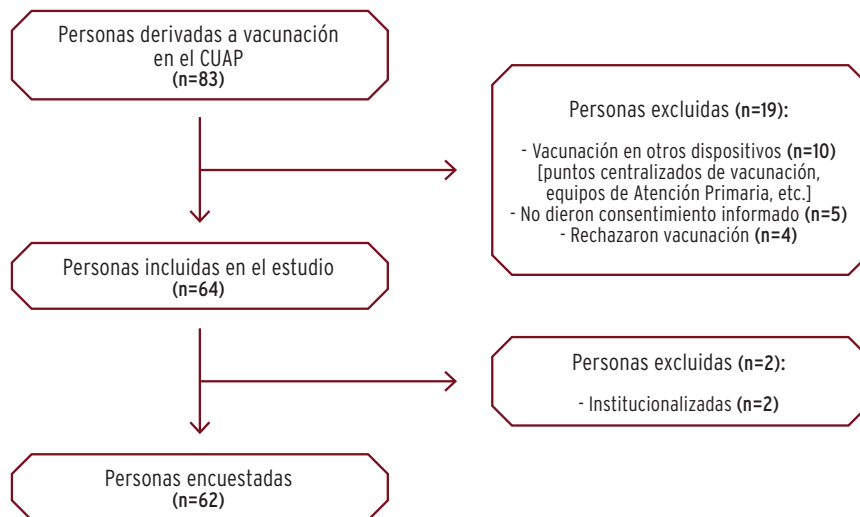 Personas derivadas a vacunación
en el CUAP
(n=83)
Personas excluidas (n=19):
- Vacunación en otros dispositivos (n=10)
[puntos centralizados de vacunación,
equipos de Atención Primaria, etc.]
- No dieron consentimiento informado (n=5)
- Rechazaron vacunación (n=4)
Personas incluidas en el estudio
(n=64)
Personas excluidas (n=2):
- Institucionalizadas (n=2)
Personas encuestadas
(n=62)